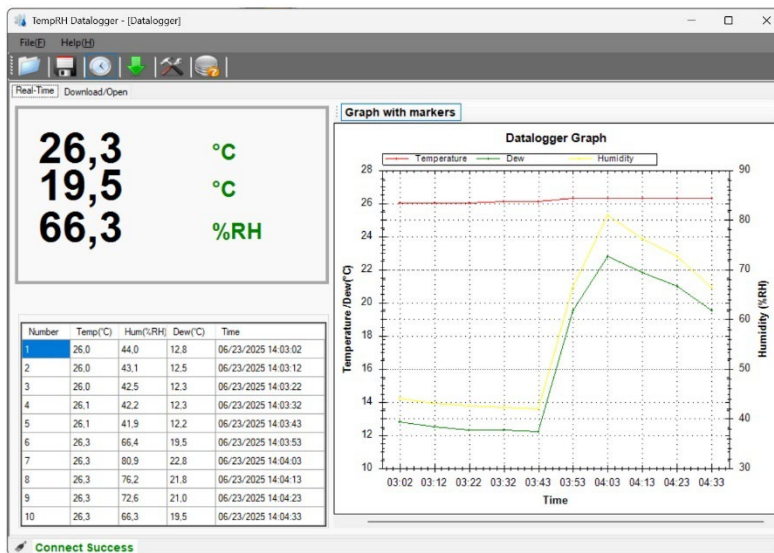 TempRH Datalogger - [Datalogger]
File(F) Help(H)
Real-Time Download/Open
26,3 °C
19,5 °C
66,3 %RH
Number Temp(°C) Hum(%RH) Dew(°C) Time
1 26,0 44,0 12,8 06/23/2025 14:03:02
2 26,0 43,1 12,5 06/23/2025 14:03:12
3 26,0 42,5 12,3 06/23/2025 14:03:22
4 26,1 42,2 12,3 06/23/2025 14:03:32
5 26,1 41,9 12,2 06/23/2025 14:03:43
6 26,3 66,4 19,5 06/23/2025 14:03:53
7 26,3 80,9 22,8 06/23/2025 14:04:03
8 26,3 76,2 21,8 06/23/2025 14:04:13
9 26,3 72,6 21,0 06/23/2025 14:04:23
10 26,3 66,3 19,5 06/23/2025 14:04:33
Graph with markers
Datalogger Graph
Temperature Dew Humidity
Temperature /Dew(°C)
28
26
24
22
20
18
16
14
12
10
90
80
70
60
50
40
30
Humidity (%RH)
03:02 03:12 03:22 03:32 03:43 03:53 04:03 04:13 04:23 04:33
Time
Connect Success